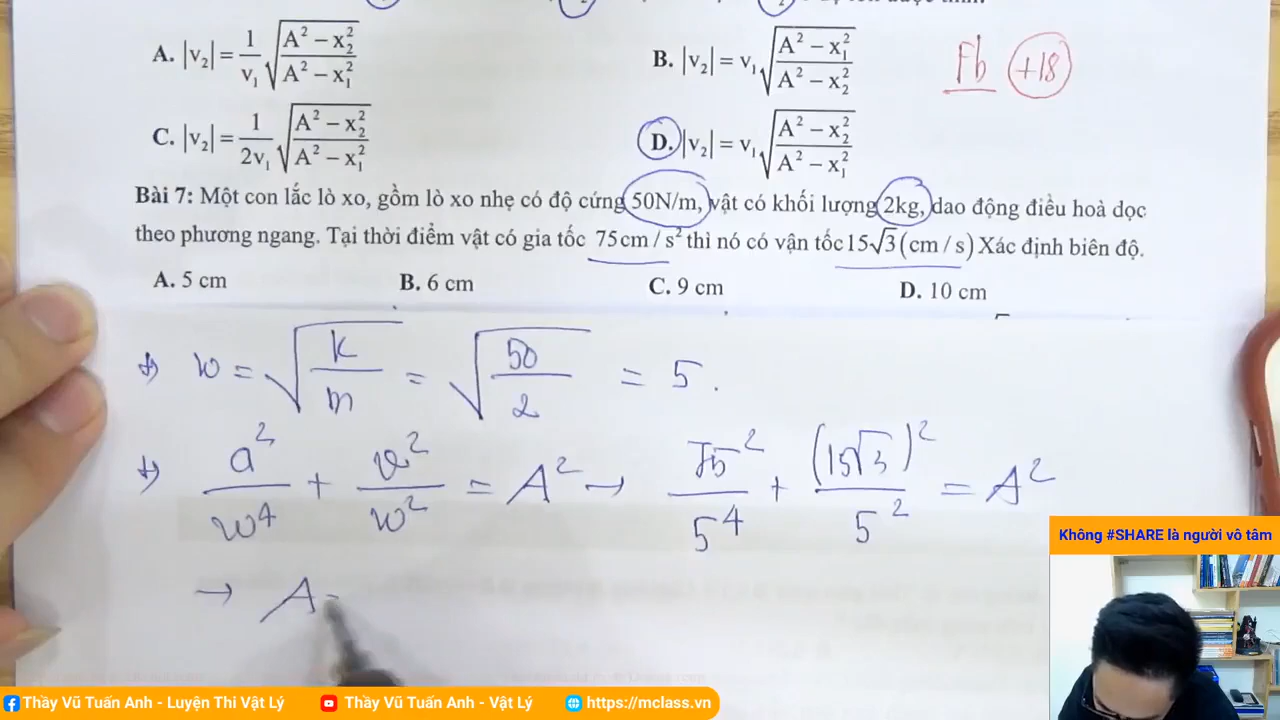 A. |v₂| = 1/v₁ √((A² − x₂²)/(A² − x₁²))
B. |v₂| = v₁ √((A² − x₁²)/(A² − x₂²))
Fb +18
C. |v₂| = 1/(2v₁) √((A² − x₂²)/(A² − x₁²))
D. |v₂| = v₁ √((A² − x₂²)/(A² − x₁²))
Bài 7: Một con lắc lò xo, gồm lò xo nhẹ có độ cứng 50N/m, vật có khối lượng 2kg, dao động điều hoà dọc
theo phương ngang. Tại thời điểm vật có gia tốc 75cm / s² thì nó có vận tốc 15√3(cm / s) Xác định biên độ.
A. 5 cm B. 6 cm C. 9 cm D. 10 cm
+) w = √(k/m) = √(50/2) = 5.
+) a²/w⁴ + v²/w² = A² → 75²/5⁴ + (15√3)²/5² = A²
→ A =
Không #SHARE là người vô tâm
Thầy Vũ Tuấn Anh - Luyện Thi Vật Lý Thầy Vũ Tuấn Anh - Vật Lý https://mclass.vn